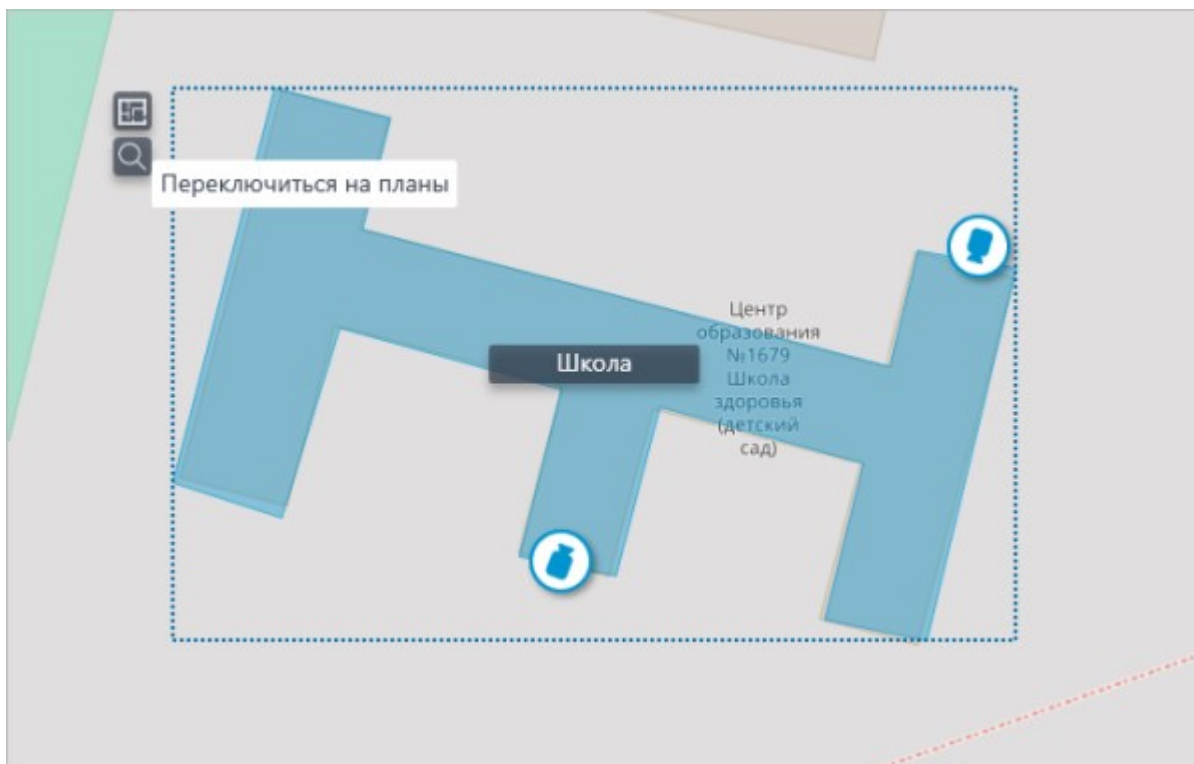 Переключиться на планы
Центр
образования
№1679
Школа
Школа
здоровья
(детский
сад)